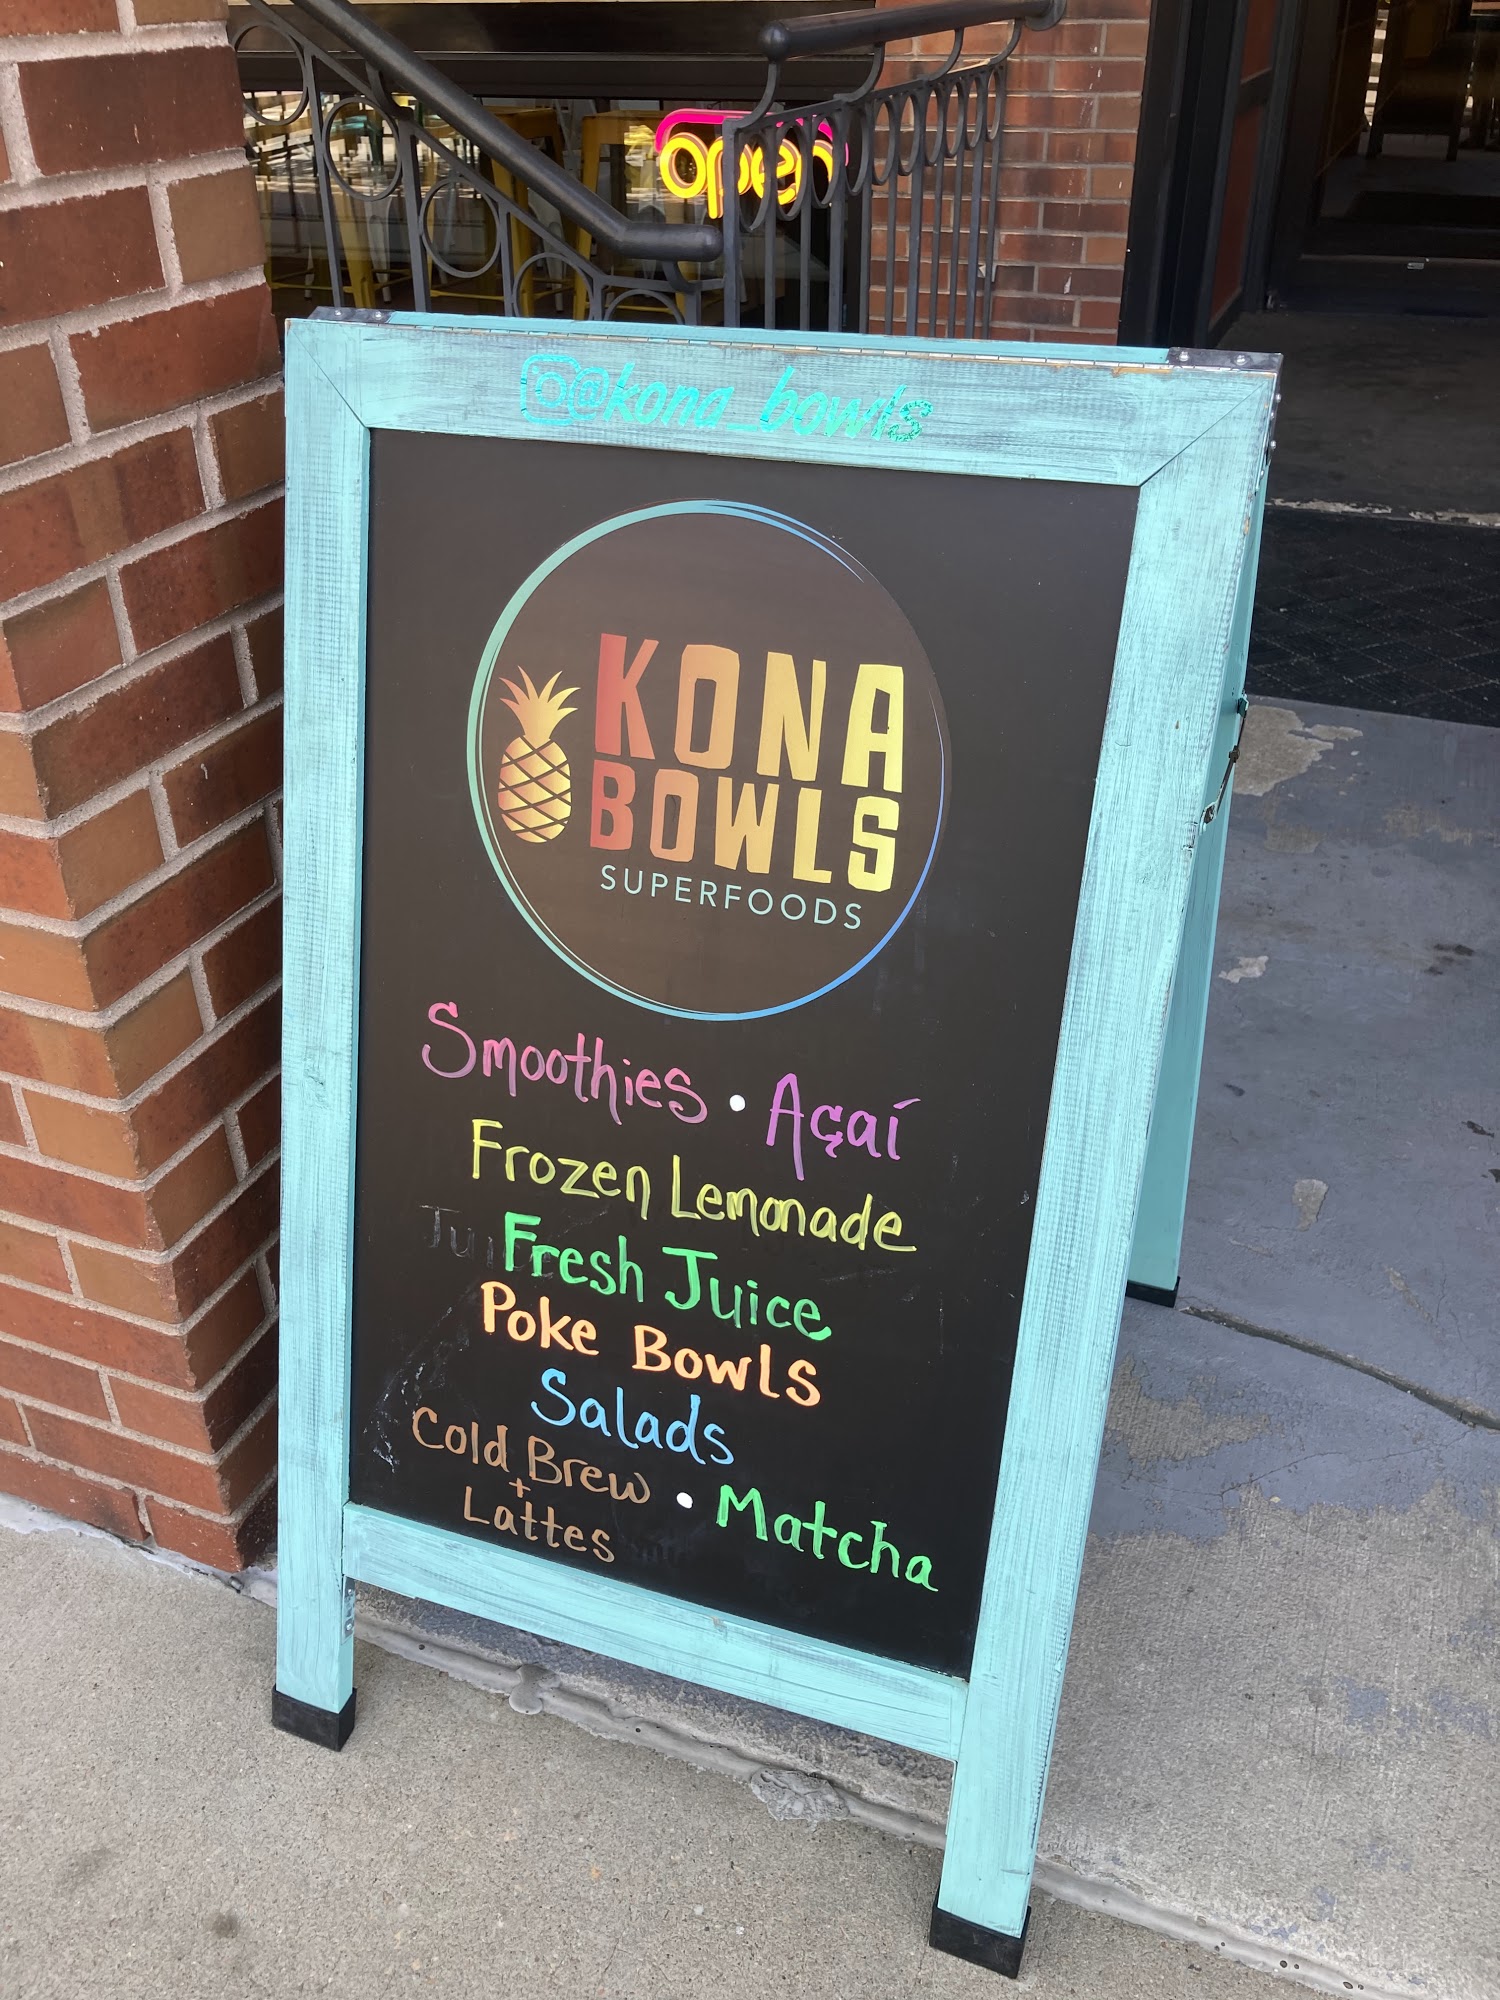 open
@kona_bowls
KONA
BOWLS
SUPERFOODS
Smoothies • Açaí
Frozen Lemonade
Fresh Juice
Poke Bowls
Salads
Cold Brew
+
Lattes • Matcha